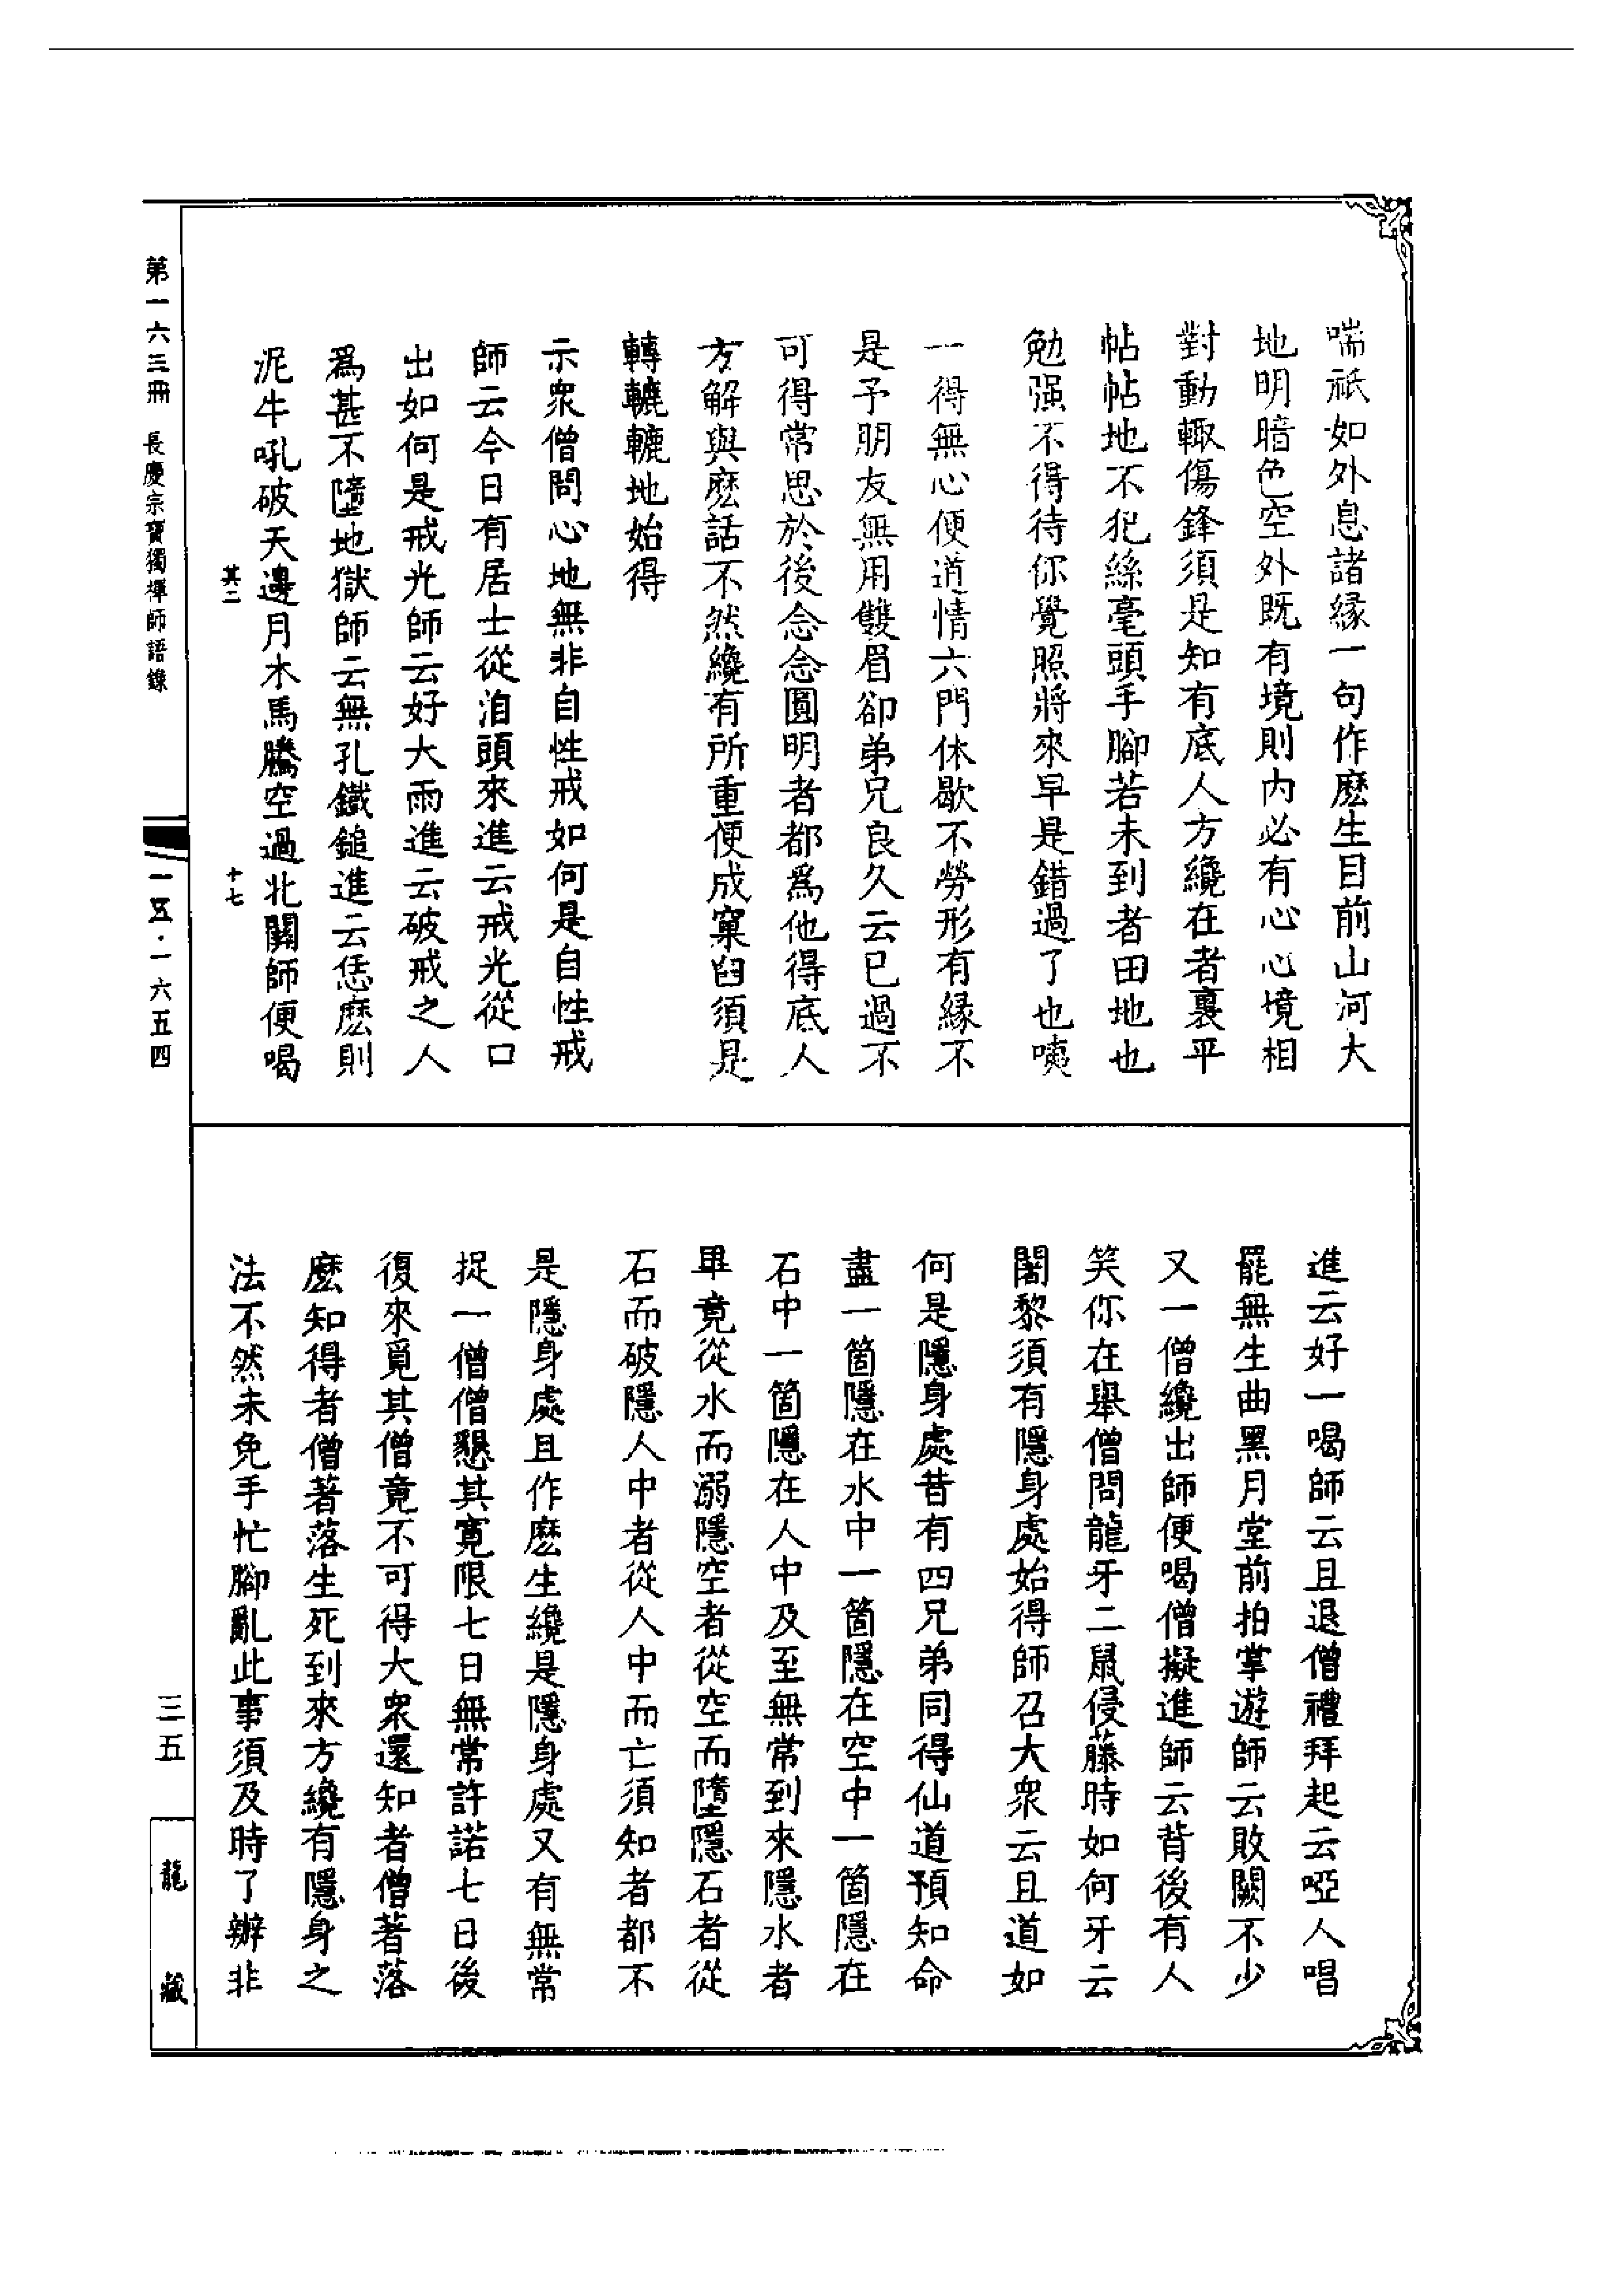 喘祇如外息諸緣一句作麽生目前山河大
地明暗色空外既有境則内必有心心境相
對動輙傷鋒須是知有底人方纔在者裏平
帖帖地不犯絲毫頭手腳若未到者田地也
勉强不得待你覺照將來早是錯過了也咦
一得無心便道情六門休歇不勞形有緣不
是予朋友無用雙眉卻弟兄良久云已過不
可得常思於後念念圓明者都爲他得底人
方解與麽話不然纔有所重便成窠臼須是
轉轆轆地始得
示衆僧問心地無非自性戒如何是自性戒
師云今日有居士從泊頭來進云戒光從口
出如何是戒光師云好大雨進云破戒之人
爲甚不墮地獄師云無孔鐵鎚進云恁麽則
泥牛吼破天邊月木馬騰空過北關師便喝
其二
十七
進云好一喝師云且退僧禮拜起云啞人唱
罷無生曲黑月堂前拍掌遊師云敗闕不少
又一僧纔出師便喝僧擬進師云背後有人
笑你在舉僧問龍牙二鼠侵藤時如何牙云
闍黎須有隱身處始得師召大衆云且道如
何是隱身處昔有四兄弟同得仙道預知命
盡一箇隱在水中一箇隱在空中一箇隱在
石中一箇隱在人中及至無常到來隱水者
畢竟從水而溺隱空者從空而墮隱石者從
石而破隱人中者從人中而亡須知者都不
是隱身處且作麽生纔是隱身處又有無常
捉一僧僧懇其寬限七日無常許諾七日後
復來覓其僧竟不可得大衆還知者僧著落
麽知得者僧著落生死到來方纔有隱身之
法不然未免手忙腳亂此事須及時了辦非
第一六三冊　長慶宗寶獨禪師語錄
一五五·一六五四
三五
龍藏